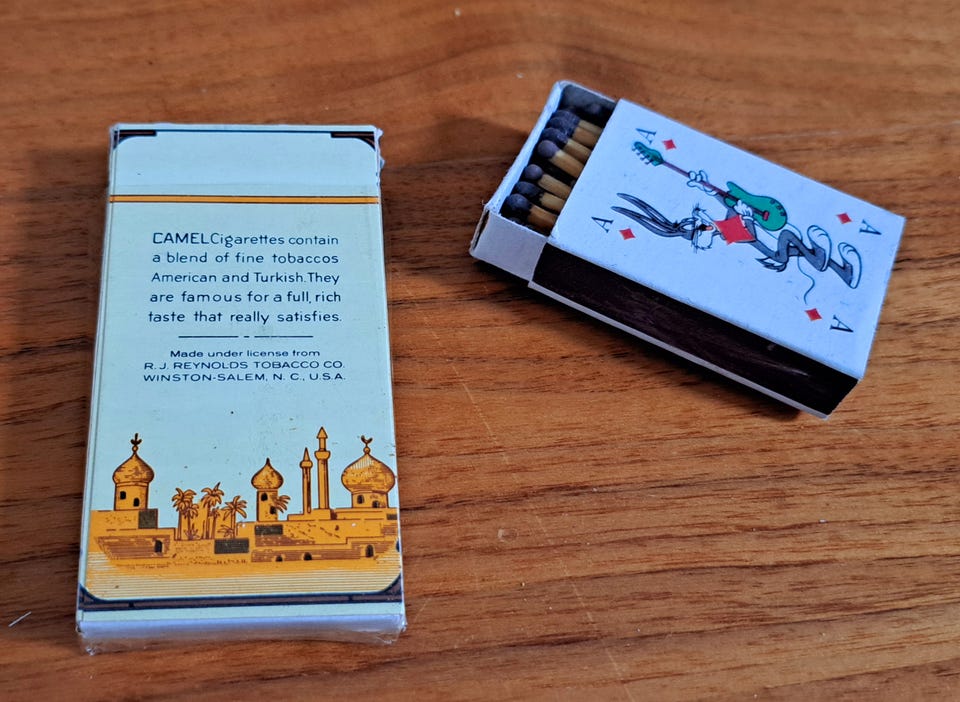 CAMEL Cigarettes contain
a blend of fine tobaccos
American and Turkish. They
are famous for a full, rich
taste that really satisfies.
Made under license from
R. J. REYNOLDS TOBACCO CO.
WINSTON-SALEM, N. C., U.S.A.
A
A
A
A